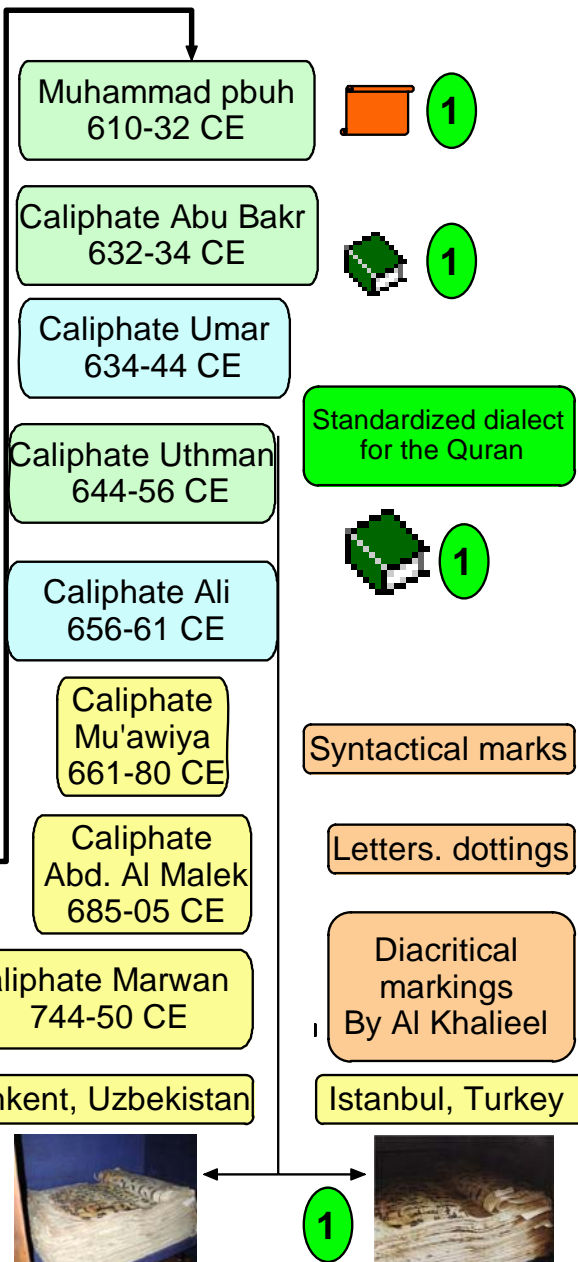 Muhammad pbuh
610-32 CE
1
Caliphate Abu Bakr
632-34 CE
1
Caliphate Umar
634-44 CE
Standardized dialect
for the Quran
Caliphate Uthman
644-56 CE
1
Caliphate Ali
656-61 CE
Caliphate
Mu'awiya
661-80 CE
Syntactical marks
Caliphate
Abd. Al Malek
685-05 CE
Letters. dottings
aliphate Marwan
744-50 CE
Diacritical
markings
By Al Khalieel
hkent, Uzbekistan
Istanbul, Turkey
1